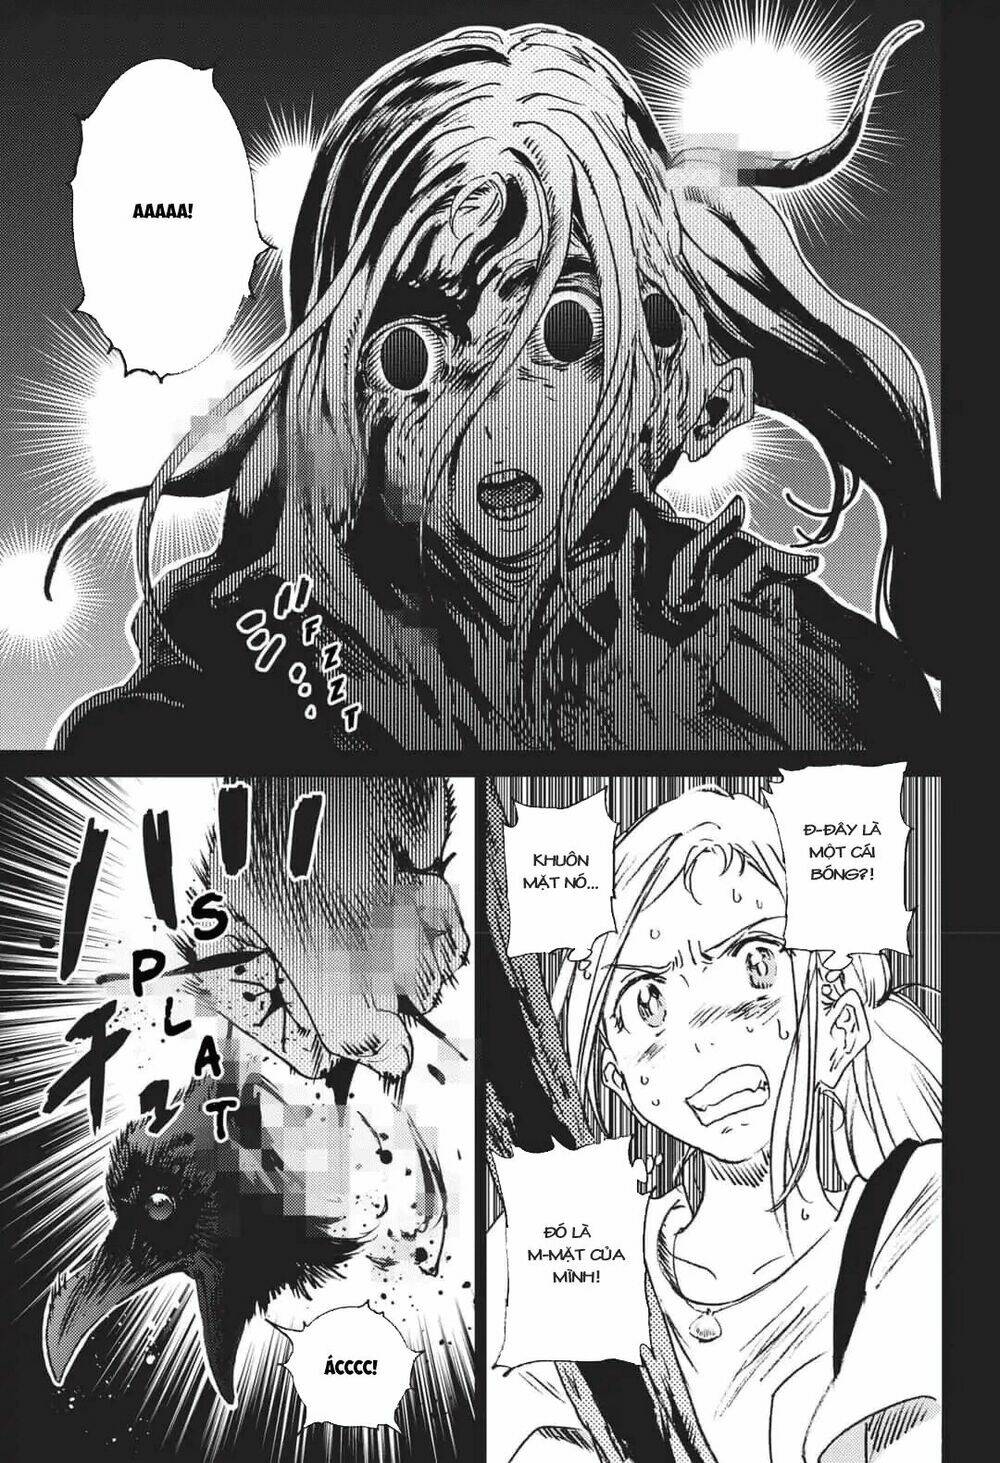 AAAAA!
FZZT
Đ-ĐÂY LÀ
MỘT CÁI
BÓNG?!
KHUÔN
MẶT NÓ...
ĐÓ LÀ
M-MẶT CỦA
MÌNH!
SPLAT
ÁCCCC!